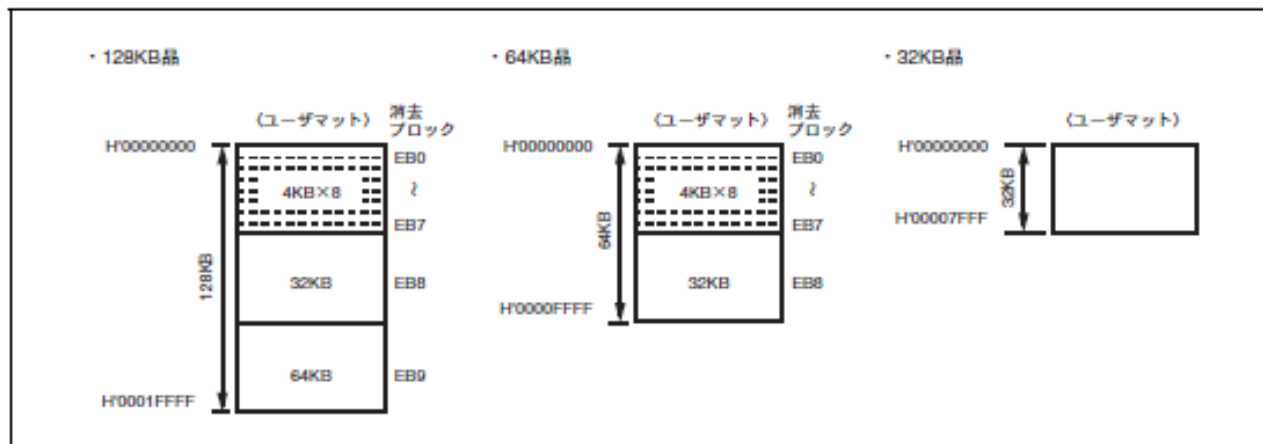 ・128KB品
〈ユーザマット〉
消去
ブロック
H'00000000
EB0
4KB×8
～
EB7
128KB
32KB
EB8
64KB
EB9
H'0001FFFF
・64KB品
〈ユーザマット〉
消去
ブロック
H'00000000
EB0
4KB×8
～
EB7
64KB
32KB
EB8
H'0000FFFF
・32KB品
〈ユーザマット〉
H'00000000
32KB
H'00007FFF